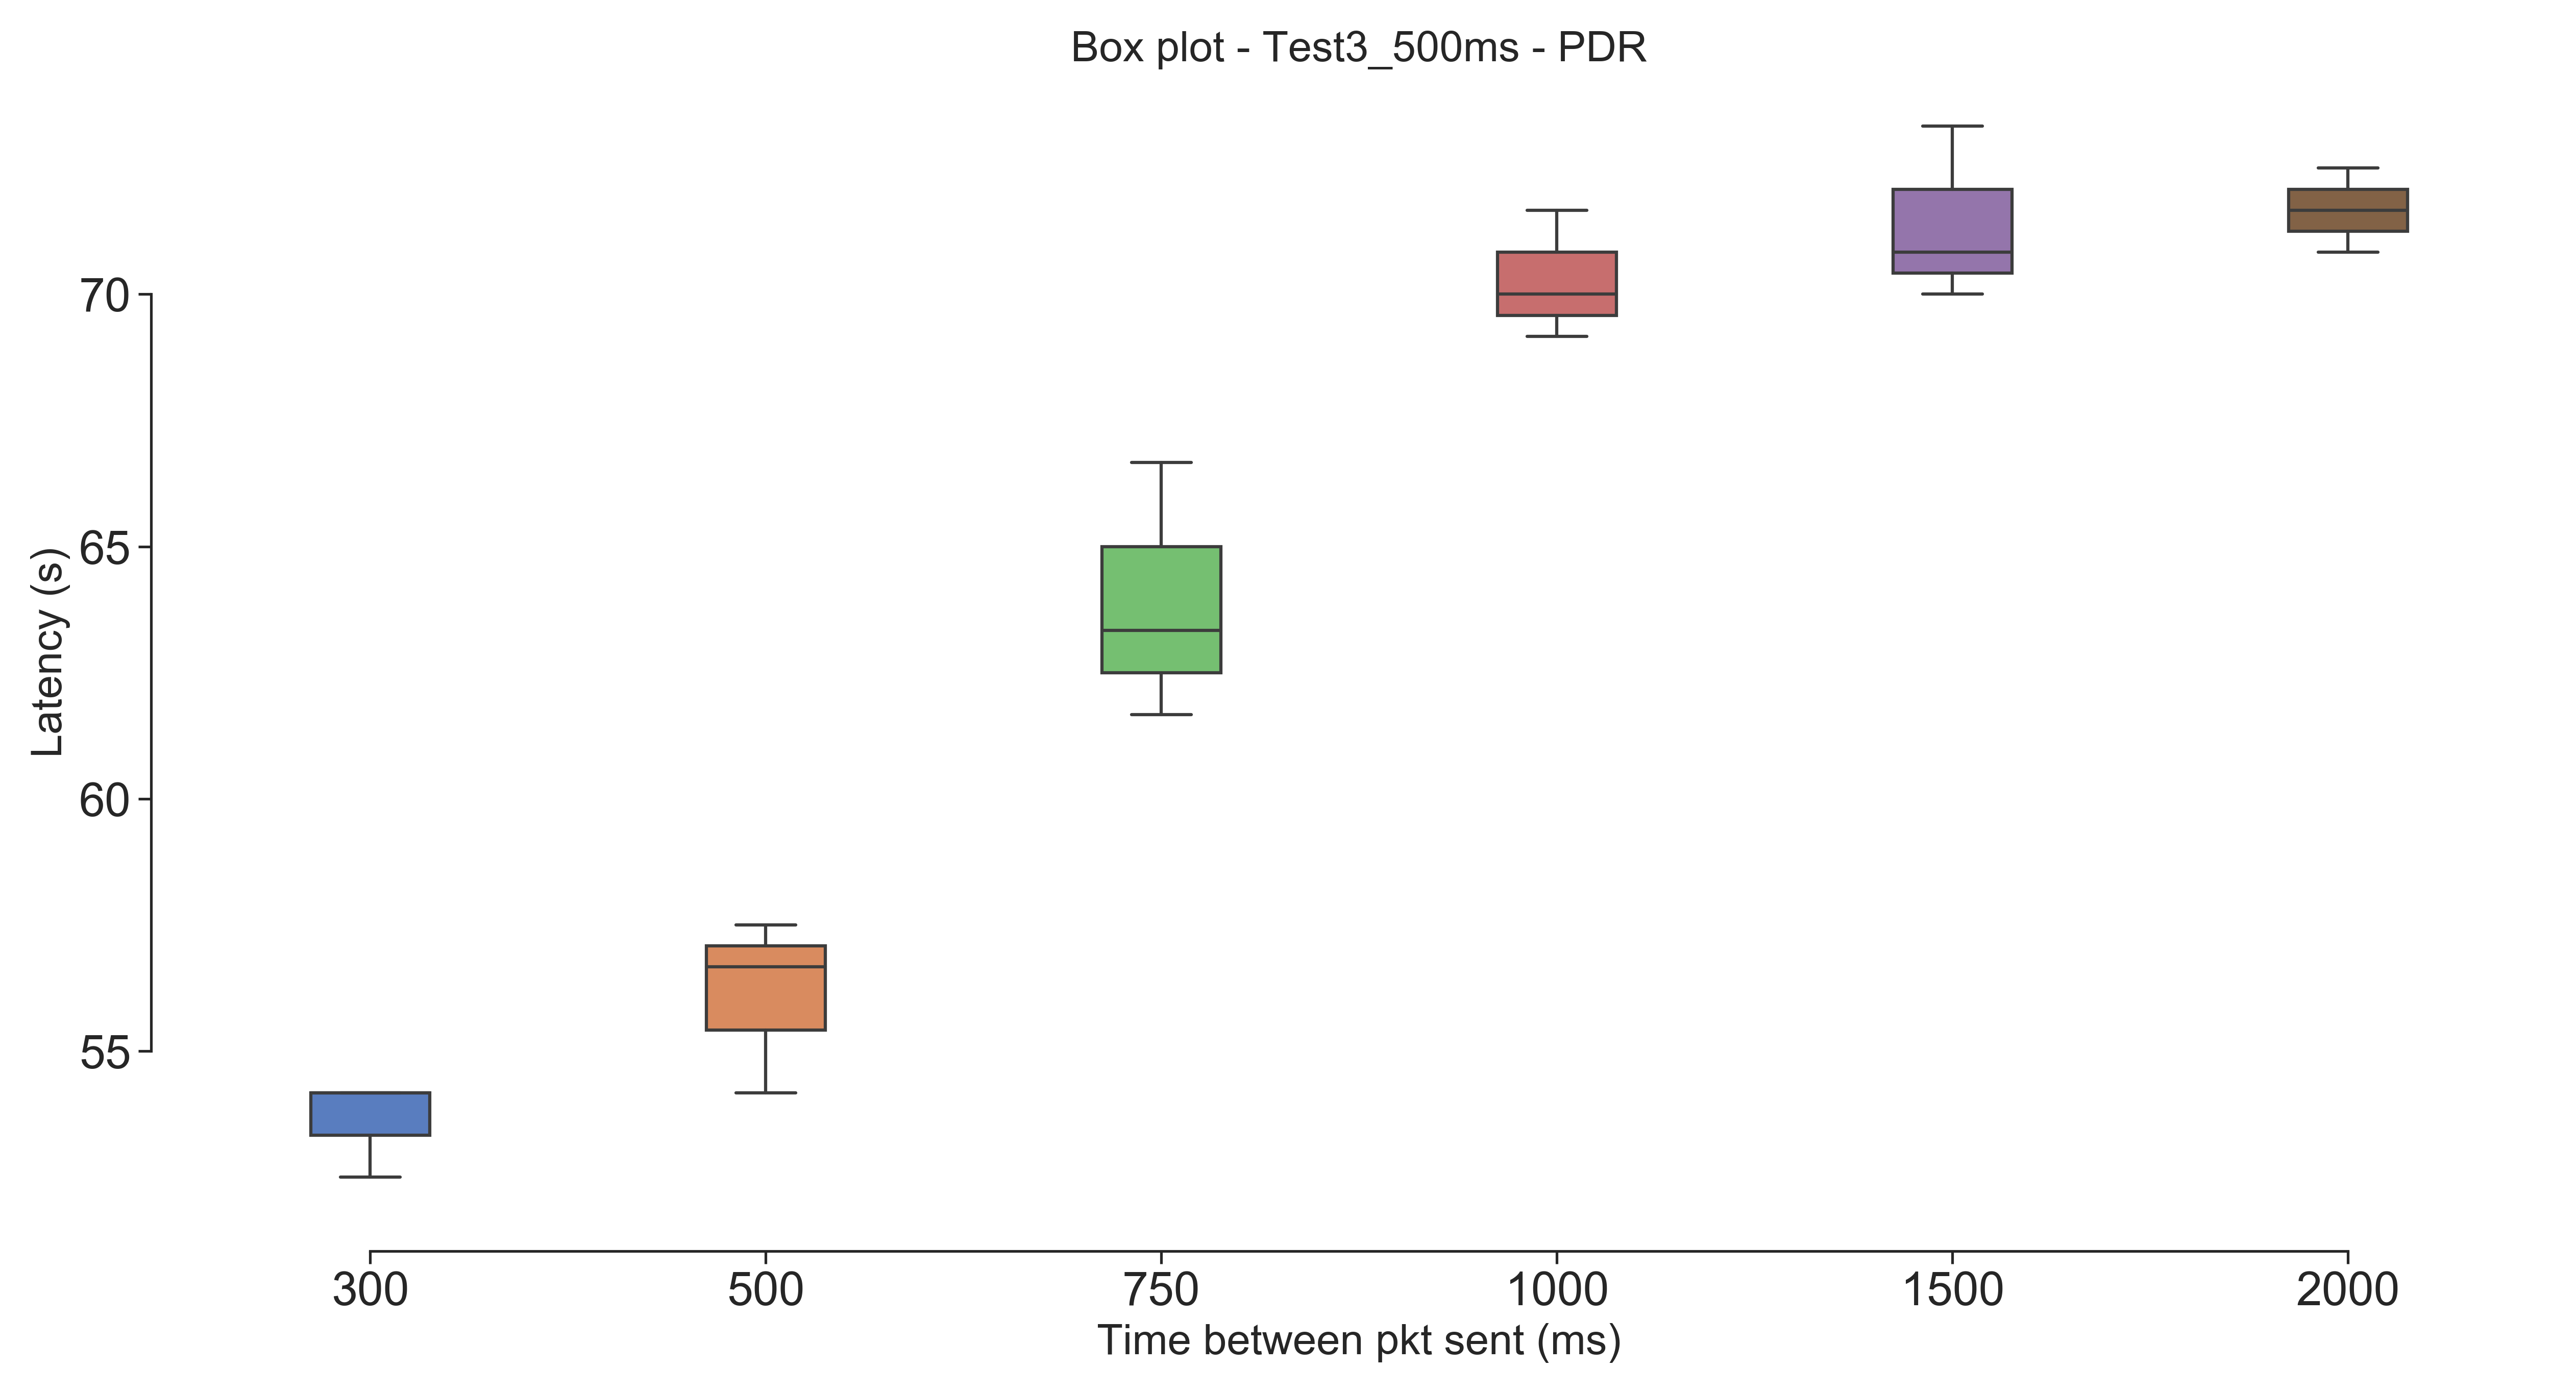 Box plot - Test3_500ms - PDR
Latency (s)
70
65
60
55
300 500 750 1000 1500 2000
Time between pkt sent (ms)